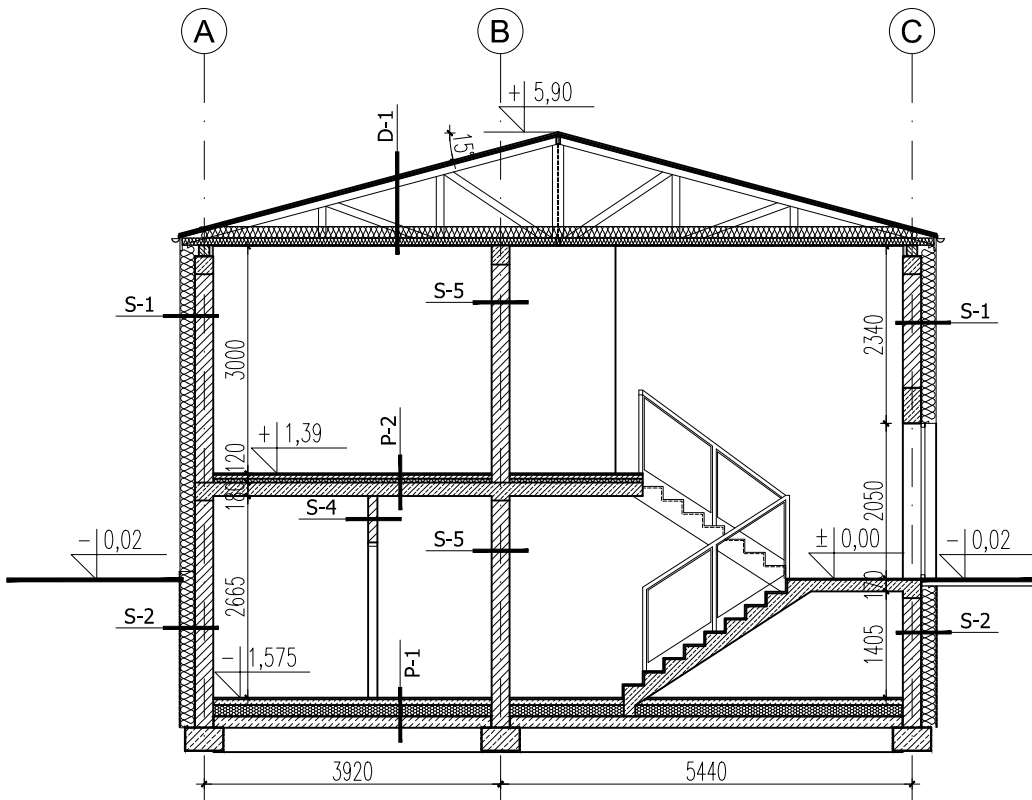 A B C
+ 5,90
D-1
15°
S-1
S-5
S-1
3000
2340
P-2
+ 1,39
120
180
S-4
S-5
2050
− 0,02
± 0,00
− 0,02
170
2665
S-2
S-2
1405
− 1,575
P-1
3920
5440